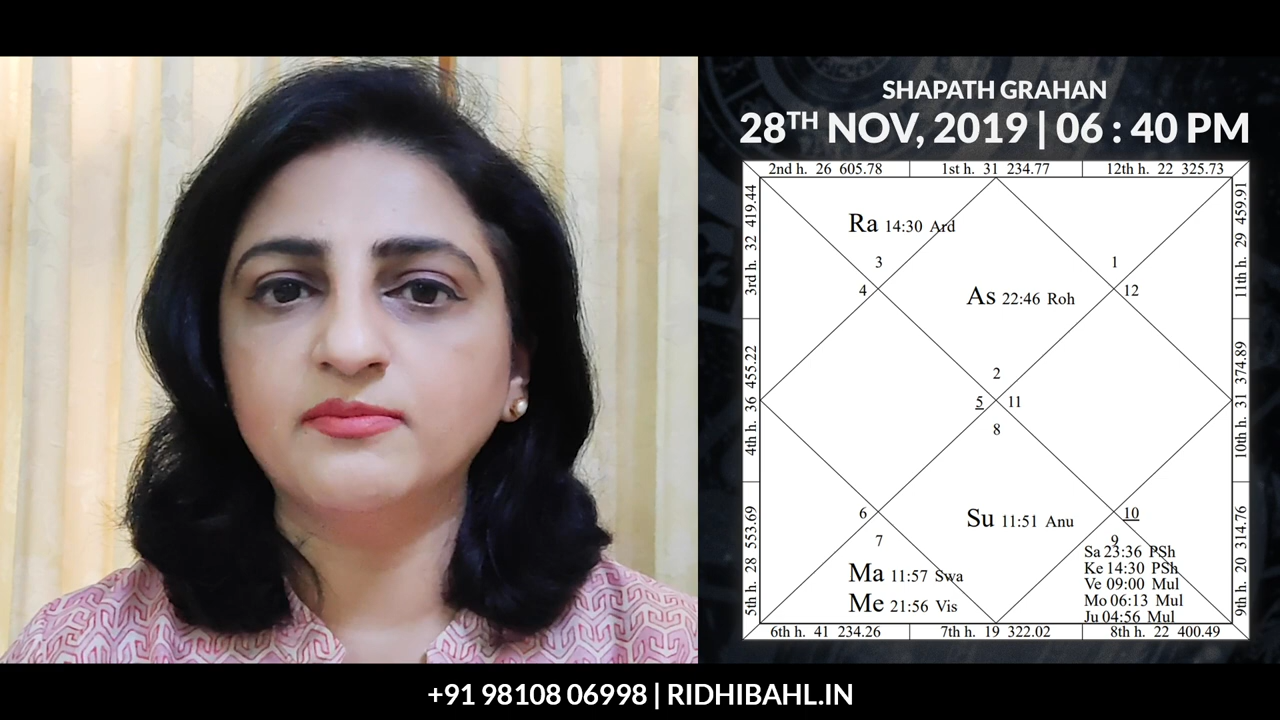 SHAPATH GRAHAN
28TH NOV, 2019 | 06 : 40 PM
2nd h. 26 605.78
1st h. 31 234.77
12th h. 22 325.73
3rd h. 32 419.44
11th h. 29 459.91
Ra 14:30 Ard
3
1
4
12
As 22:46 Roh
2
4th h. 36 455.22
5
11
10th h. 31 374.89
8
6
10
Su 11:51 Anu
7
9
Sa 23:36 PSh
Ke 14:30 PSh
Ma 11:57 Swa
Ve 09:00 Mul
Me 21:56 Vis
Mo 06:13 Mul
Ju 04:56 Mul
5th h. 28 553.69
9th h. 20 314.76
6th h. 41 234.26
7th h. 19 322.02
8th h. 22 400.49
+91 98108 06998 | RIDHIBAHL.IN